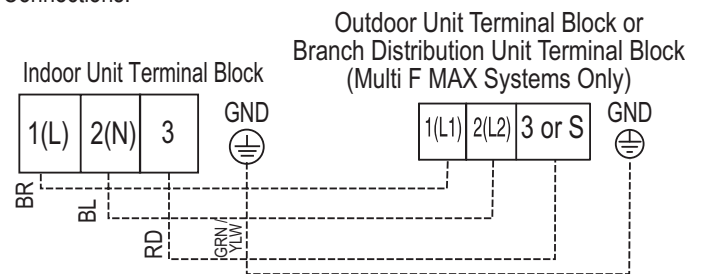 Connections.
Outdoor Unit Terminal Block or
Branch Distribution Unit Terminal Block
(Multi F MAX Systems Only)
Indoor Unit Terminal Block
1(L) 2(N) 3
GND
1(L1) 2(L2) 3 or S
GND
BR
BL
RD
GRN/
YLW